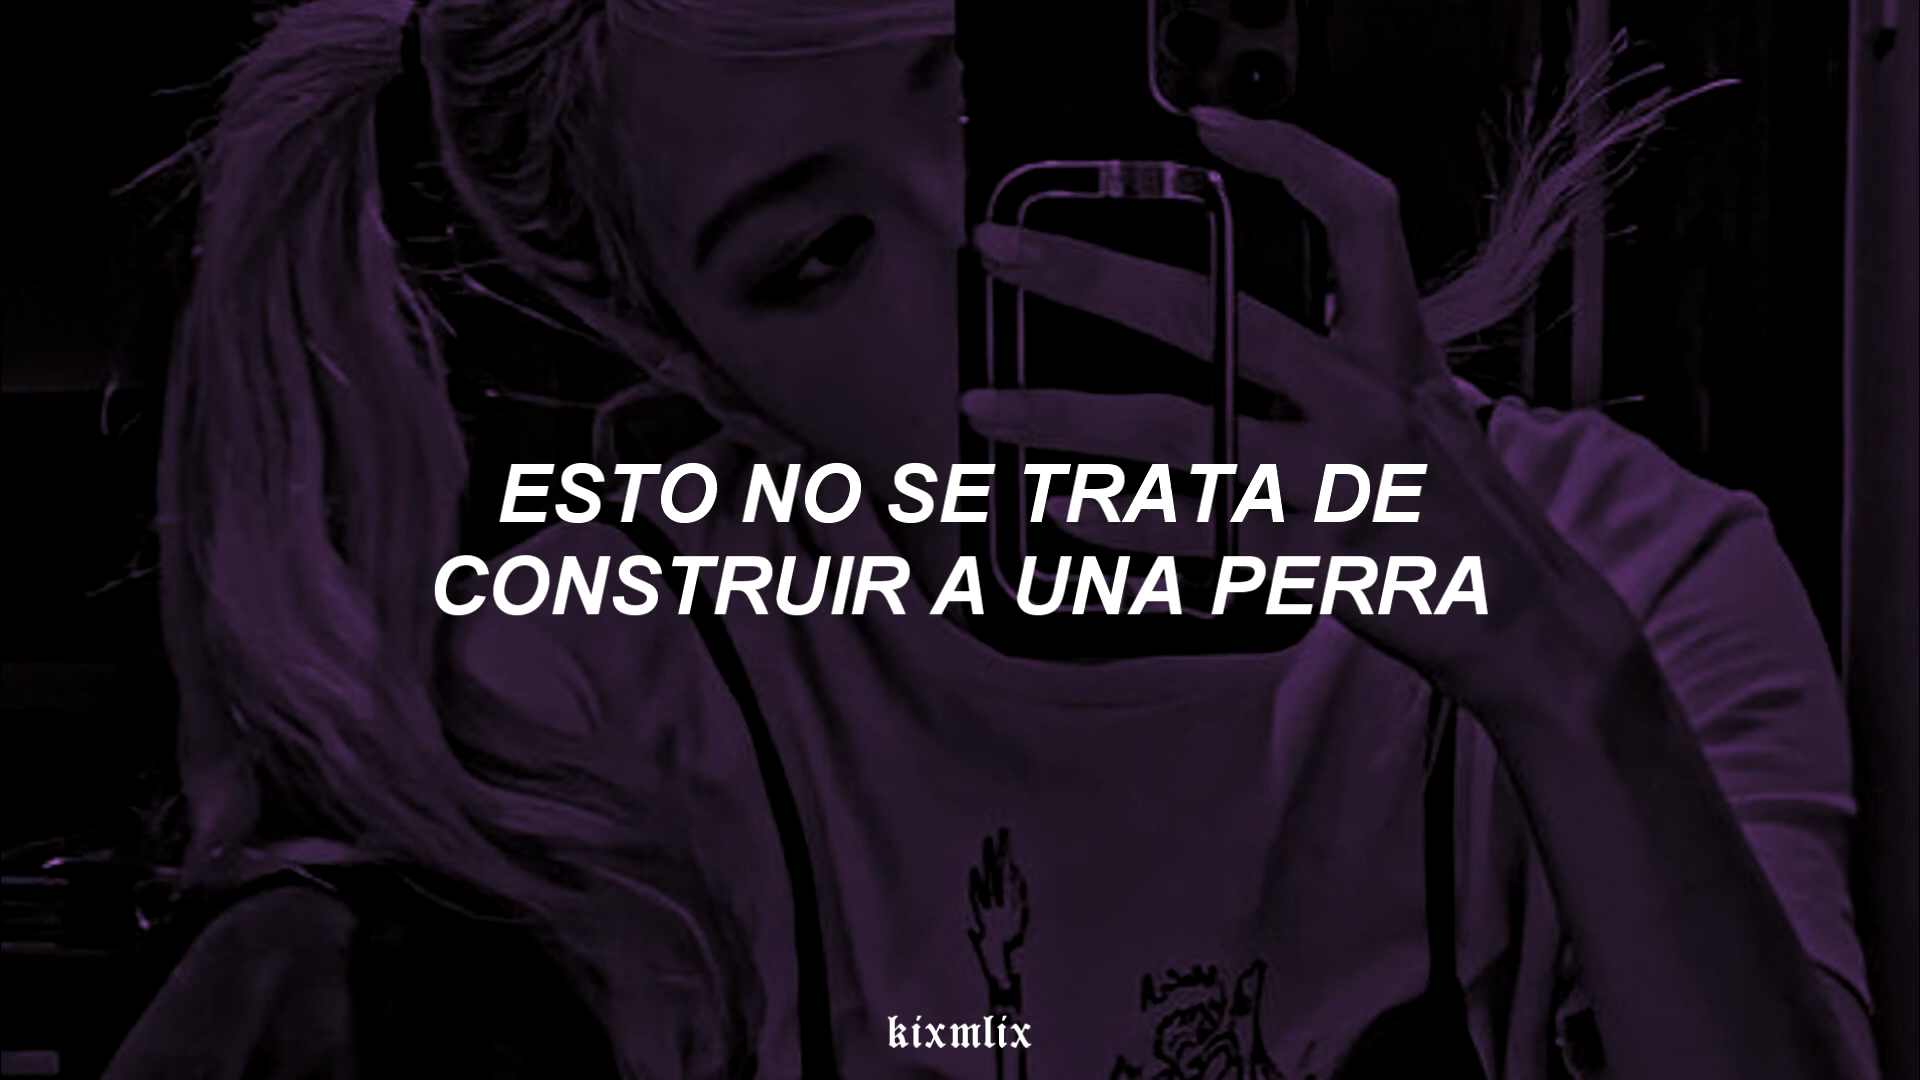 ESTO NO SE TRATA DE
CONSTRUIR A UNA PERRA
kixmlix